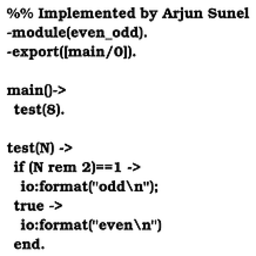 %% Implemented by Arjun Sunel
-module(even_odd).
-export([main/0]).

main()->
  test(8).

test(N) ->
  if (N rem 2)==1 ->
    io:format("odd\n");
  true ->
    io:format("even\n")
  end.